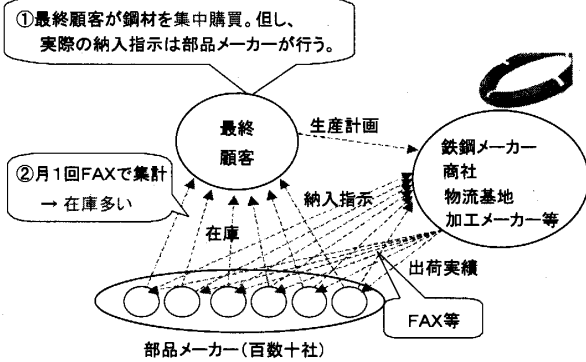 ①最終顧客が鋼材を集中購買。但し、
実際の納入指示は部品メーカーが行う。
最終
顧客
生産計画
鉄鋼メーカー
商社
物流基地
加工メーカー等
②月1回FAXで集計
→ 在庫多い
納入指示
在庫
出荷実績
FAX等
部品メーカー(百数十社)